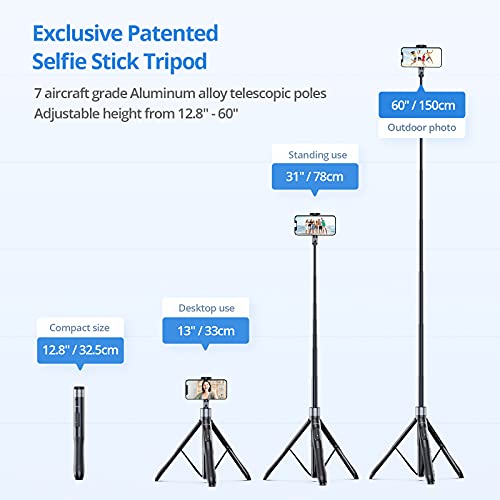 Exclusive Patented
Selfie Stick Tripod
7 aircraft grade Aluminum alloy telescopic poles
Adjustable height from 12.8" - 60"
60" / 150cm
Outdoor photo
Standing use
31" / 78cm
Desktop use
13" / 33cm
Compact size
12.8" / 32.5cm